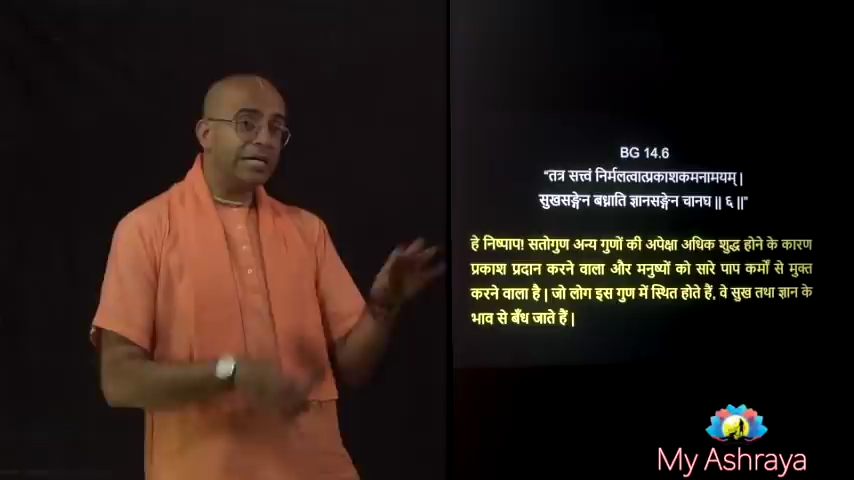 BG 14.6
“तत्र सत्त्वं निर्मलत्वात्प्रकाशकमनामयम् |
सुखसङ्गेन बध्नाति ज्ञानसङ्गेन चानघ || ६ ||”
हे निष्पाप! सतोगुण अन्य गुणों की अपेक्षा अधिक शुद्ध होने के कारण
प्रकाश प्रदान करने वाला और मनुष्यों को सारे पाप कर्मों से मुक्त
करने वाला है | जो लोग इस गुण में स्थित होते हैं, वे सुख तथा ज्ञान के
भाव से बँध जाते हैं |
My Ashraya